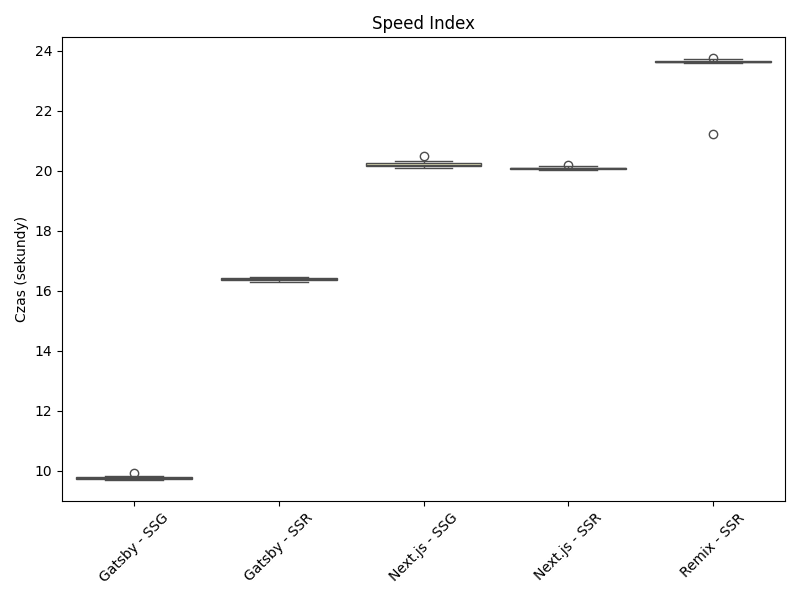 Speed Index
Czas (sekundy)
24
22
20
18
16
14
12
10
Gatsby - SSG
Gatsby - SSR
Next.js - SSG
Next.js - SSR
Remix - SSR